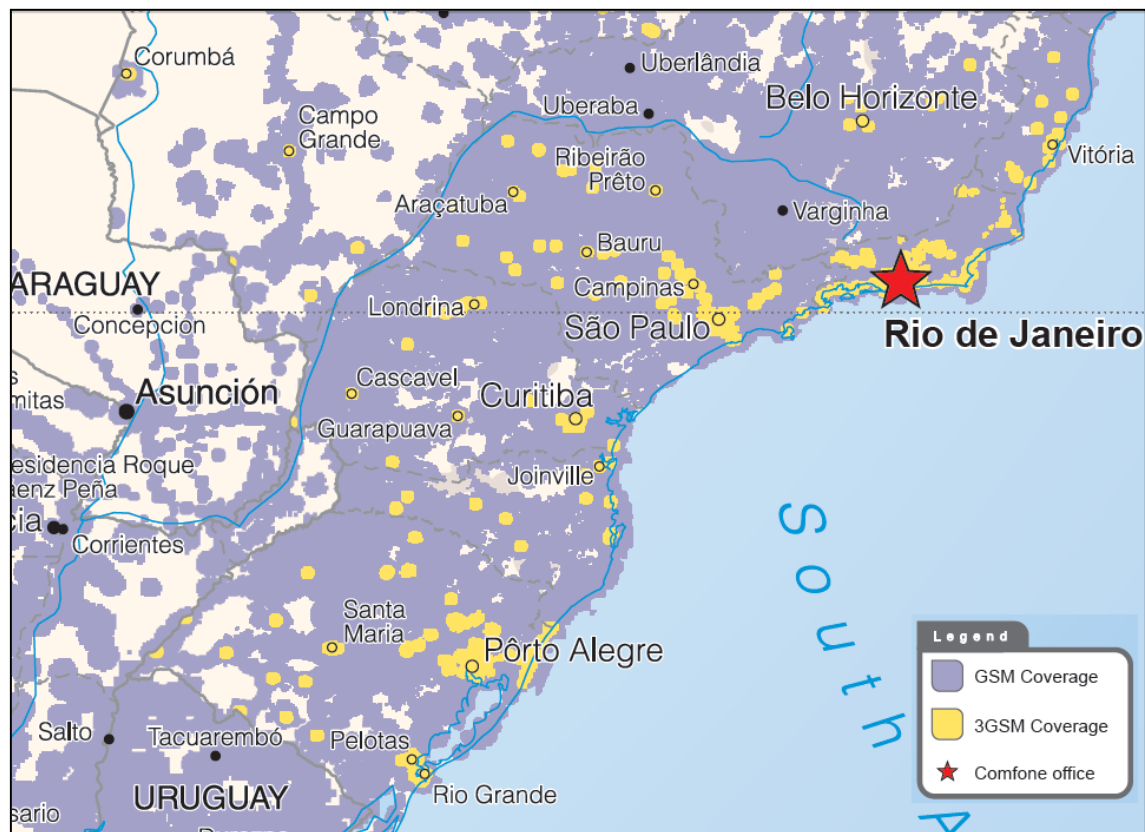 Corumbá
Uberlândia
Campo
Grande
Uberaba
Belo Horizonte
Vitória
Ribeirão
Prêto
Araçatuba
Varginha
Bauru
ARAGUAY
Campinas
Londrina
Concepcion
São Paulo
Rio de Janeiro
Cascavel
Asunción
mitas
Curitiba
Guarapuava
esidencia Roque
aenz Peña
Joinville
cia
Corrientes
Santa
Maria
Pôrto Alegre
Salto
Tacuarembó
Pelotas
Rio Grande
URUGUAY
sario
South A
Legend
GSM Coverage
3GSM Coverage
Comfone office